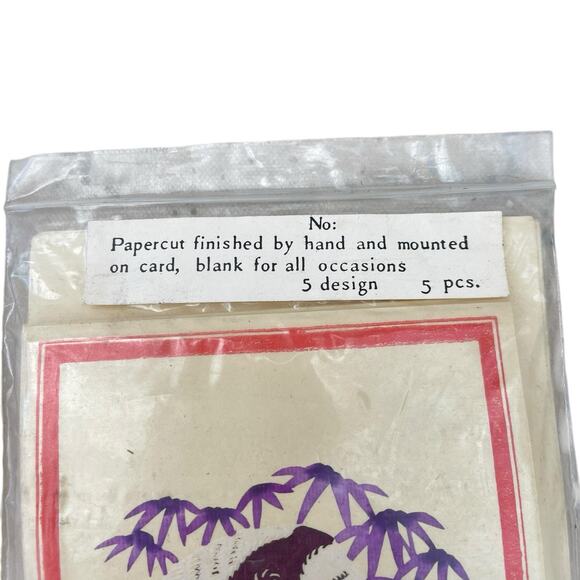 No:
Papercut finished by hand and mounted
on card, blank for all occasions
5 design 5 pcs.